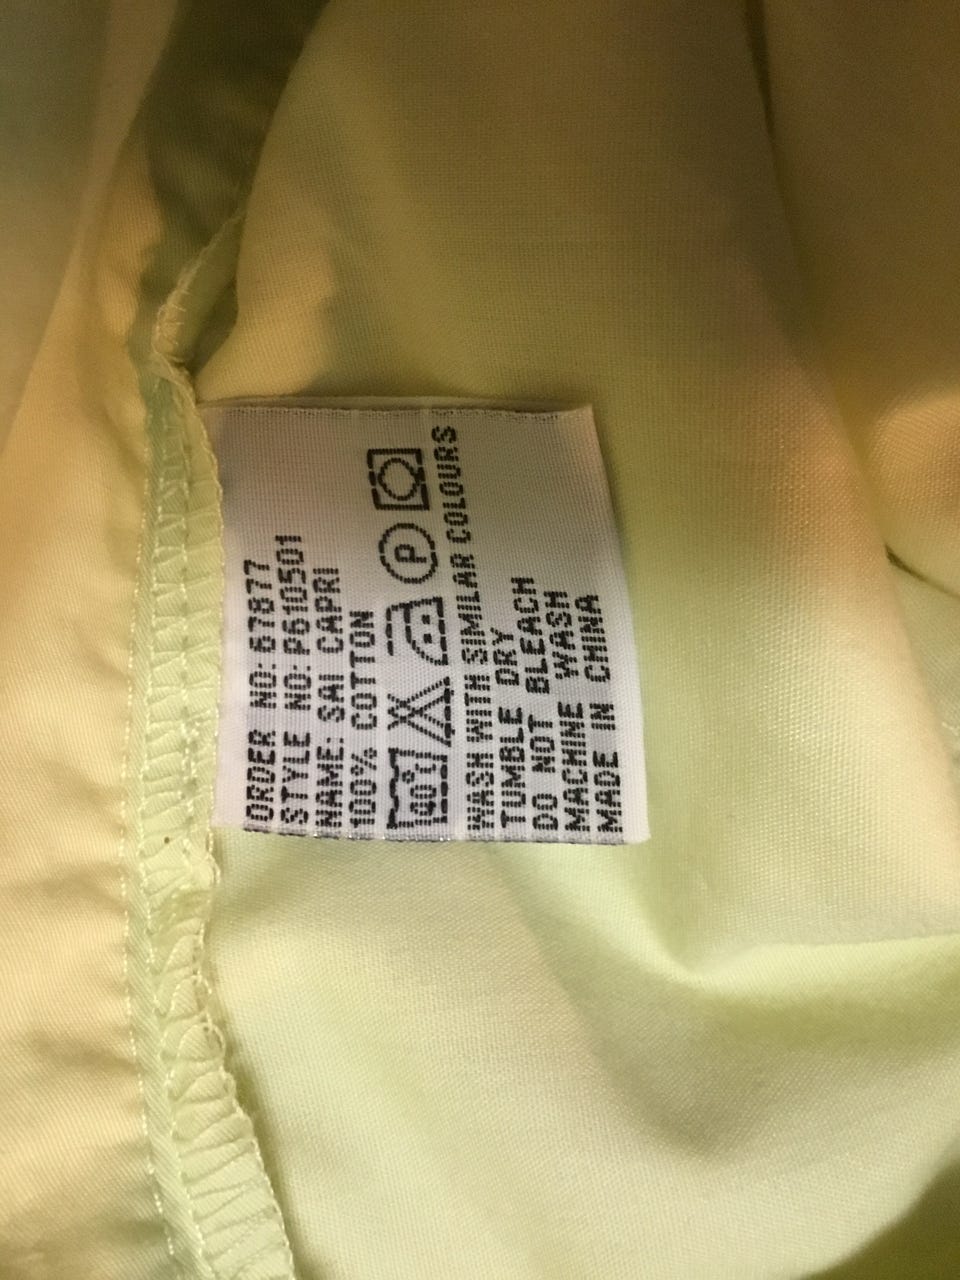 ORDER NO: 67877
STYLE NO: P610501
NAME: SAI CAPRI
100% COTTON
40°C P
WASH WITH SIMILAR COLOURS
TUMBLE DRY
DO NOT BLEACH
MACHINE WASH
MADE IN CHINA